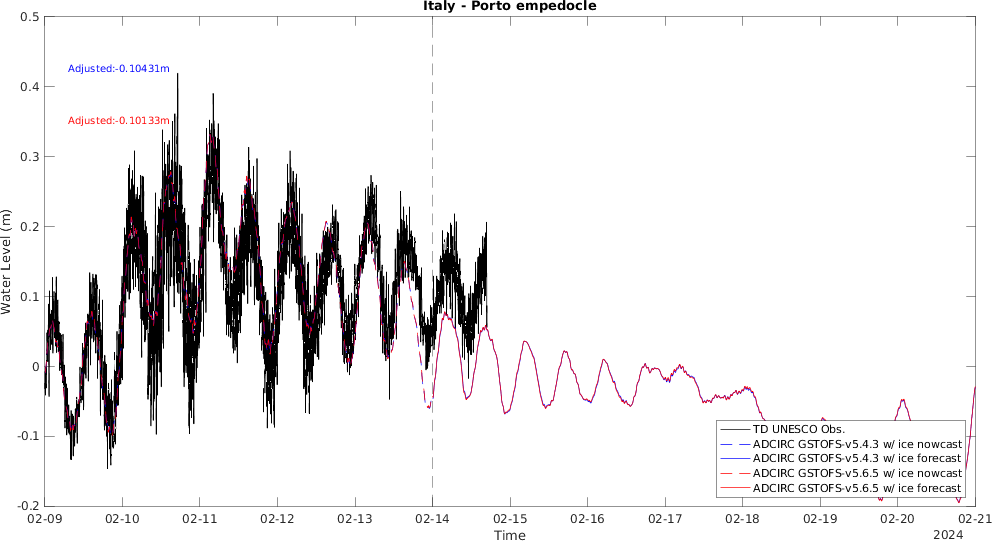 Italy - Porto empedocle
0.5
0.4
0.3
0.2
0.1
0
-0.1
-0.2
Water Level (m)
Adjusted:-0.10431m
Adjusted:-0.10133m
TD UNESCO Obs.
ADCIRC GSTOFS-v5.4.3 w/ ice nowcast
ADCIRC GSTOFS-v5.4.3 w/ ice forecast
ADCIRC GSTOFS-v5.6.5 w/ ice nowcast
ADCIRC GSTOFS-v5.6.5 w/ ice forecast
02-09 02-10 02-11 02-12 02-13 02-14 02-15 02-16 02-17 02-18 02-19 02-20 02-21
Time
2024